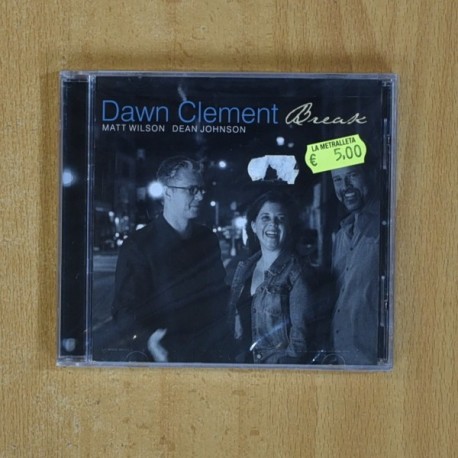 Dawn Clement Break
MATT WILSON DEAN JOHNSON
LA METRALLETA
€ 5,00